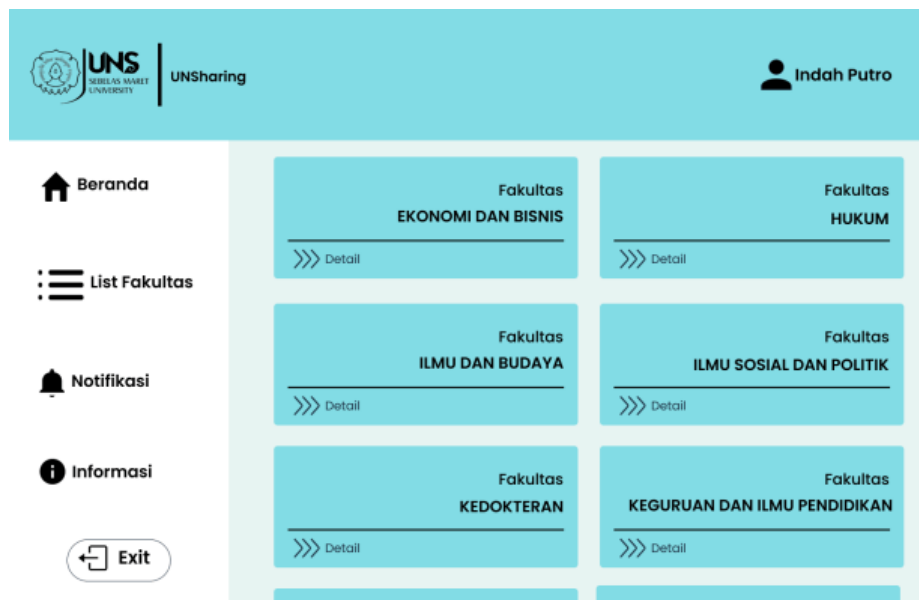 UNS
SEBELAS MARET
UNIVERSITY
UNSharing
Indah Putro
Beranda
List Fakultas
Notifikasi
Informasi
Exit
Fakultas
EKONOMI DAN BISNIS
Detail
Fakultas
HUKUM
Detail
Fakultas
ILMU DAN BUDAYA
Detail
Fakultas
ILMU SOSIAL DAN POLITIK
Detail
Fakultas
KEDOKTERAN
Detail
Fakultas
KEGURUAN DAN ILMU PENDIDIKAN
Detail